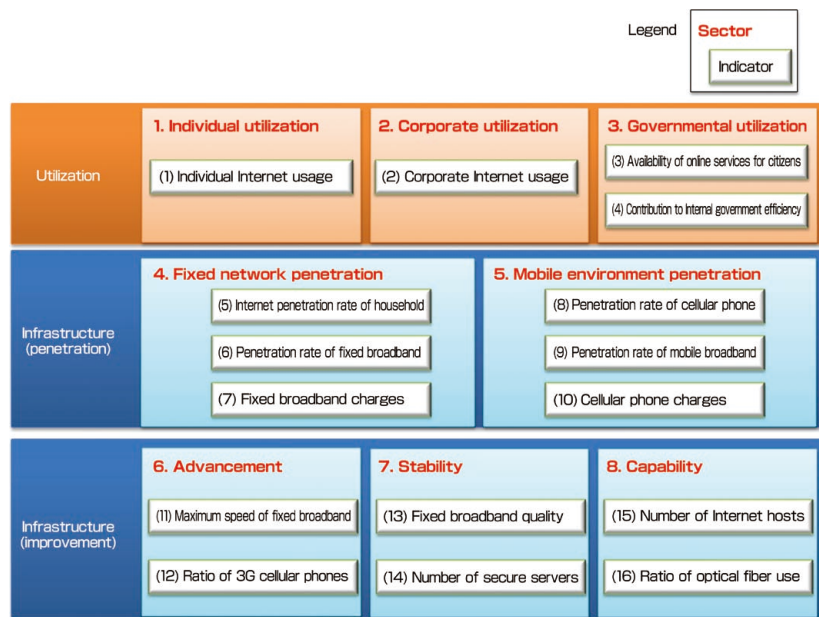 Legend
Sector
Indicator
Utilization
1. Individual utilization
(1) Individual Internet usage
2. Corporate utilization
(2) Corporate Internet usage
3. Governmental utilization
(3) Availability of online services for citizens
(4) Contribution to internal government efficiency
Infrastructure
(penetration)
4. Fixed network penetration
(5) Internet penetration rate of household
(6) Penetration rate of fixed broadband
(7) Fixed broadband charges
5. Mobile environment penetration
(8) Penetration rate of cellular phone
(9) Penetration rate of mobile broadband
(10) Cellular phone charges
Infrastructure
(improvement)
6. Advancement
(11) Maximum speed of fixed broadband
(12) Ratio of 3G cellular phones
7. Stability
(13) Fixed broadband quality
(14) Number of secure servers
8. Capability
(15) Number of Internet hosts
(16) Ratio of optical fiber use